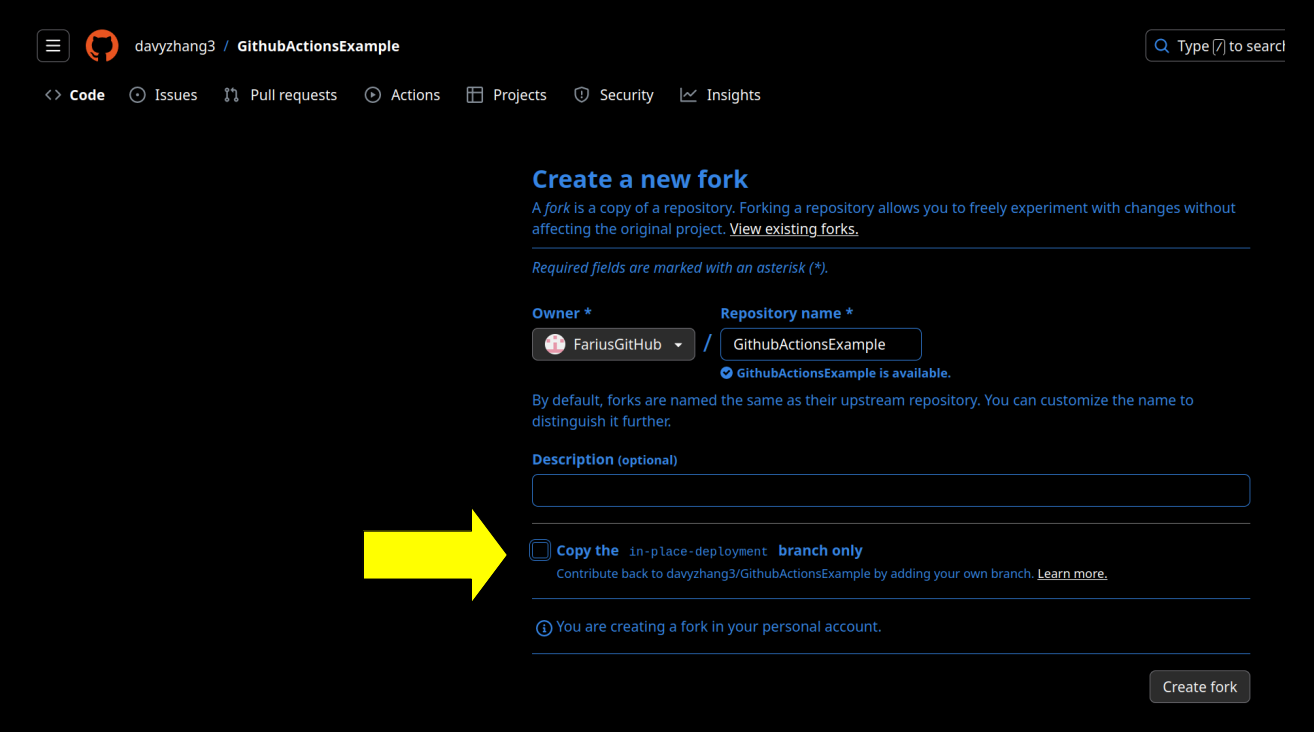 davyzhang3 / GithubActionsExample
Type / to search
Code Issues Pull requests Actions Projects Security Insights
Create a new fork
A fork is a copy of a repository. Forking a repository allows you to freely experiment with changes without
affecting the original project. View existing forks.
Required fields are marked with an asterisk (*).
Owner * Repository name *
FariusGitHub / GithubActionsExample
GithubActionsExample is available.
By default, forks are named the same as their upstream repository. You can customize the name to
distinguish it further.
Description (optional)
Copy the in-place-deployment branch only
Contribute back to davyzhang3/GithubActionsExample by adding your own branch. Learn more.
You are creating a fork in your personal account.
Create fork